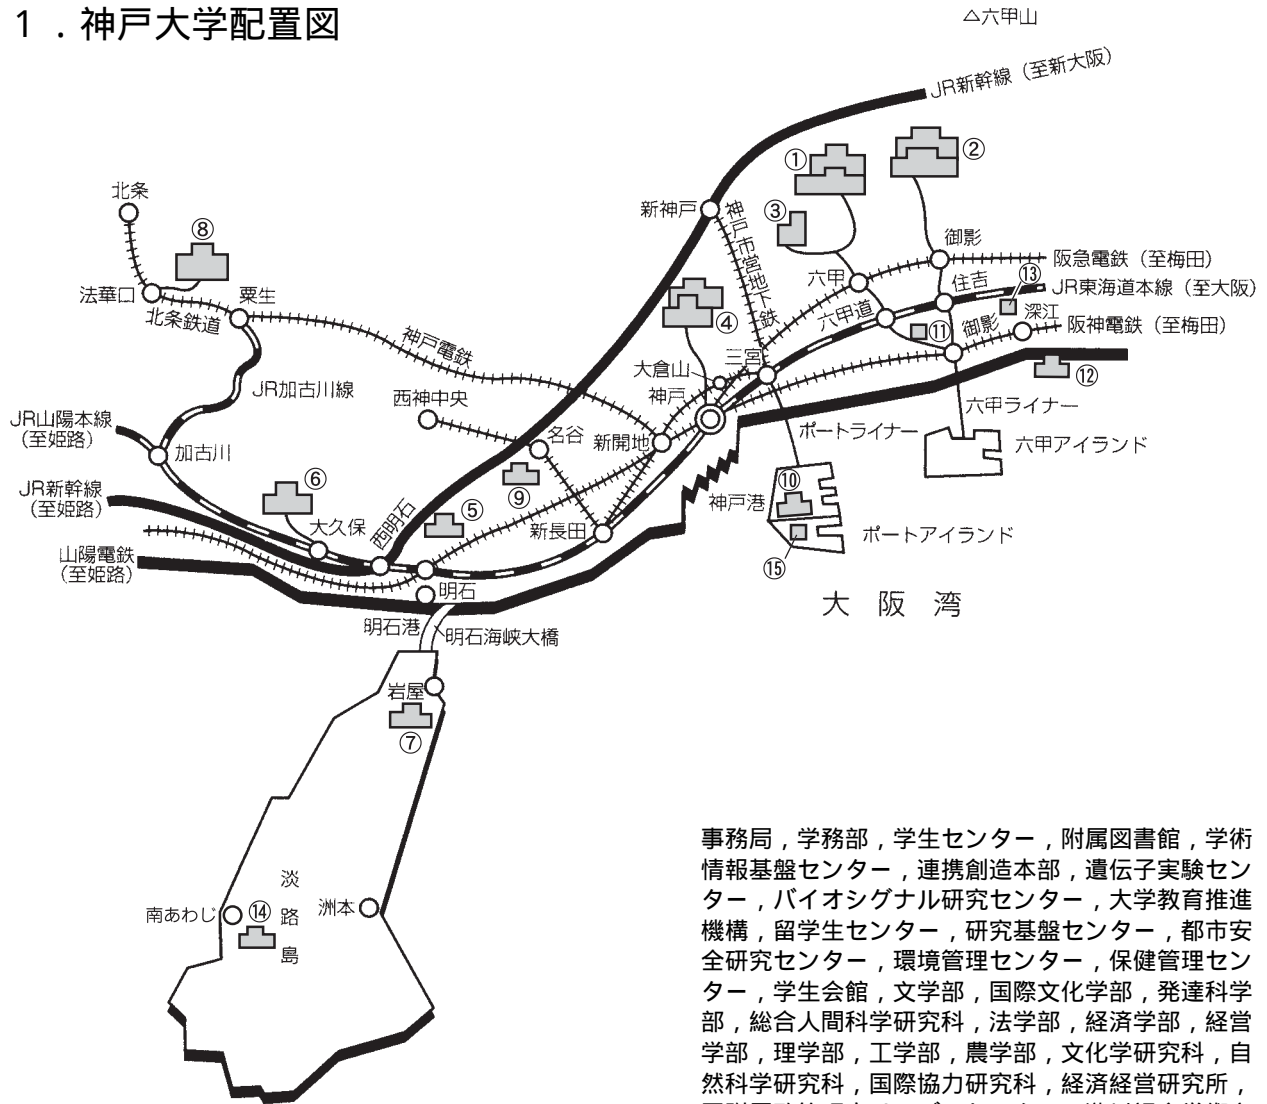 1．神戸大学配置図
△六甲山
JR新幹線（至新大阪）
①
②
北条
新神戸
③
神戸市営地下鉄
⑧
御影
阪急電鉄（至梅田）
⑬
法華口
粟生
六甲
住吉
JR東海道本線（至大阪）
北条鉄道
④
六甲道
⑪
御影
深江
阪神電鉄（至梅田）
神戸電鉄
三宮
大倉山
⑫
JR加古川線
西神中央
神戸
六甲ライナー
JR山陽本線
（至姫路）
加古川
名谷
新開地
ポートライナー
六甲アイランド
⑥
⑨
⑩
JR新幹線
（至姫路）
神戸港
大久保
西明石
⑤
新長田
ポートアイランド
山陽電鉄
（至姫路）
⑮
明石
大阪湾
明石港
明石海峡大橋
岩屋
⑦
淡路島
南あわじ
⑭
洲本
事務局，学務部，学生センター，附属図書館，学術
情報基盤センター，連携創造本部，遺伝子実験セン
ター，バイオシグナル研究センター，大学教育推進
機構，留学生センター，研究基盤センター，都市安
全研究センター，環境管理センター，保健管理セン
ター，学生会館，文学部，国際文化学部，発達科学
部，総合人間科学研究科，法学部，経済学部，経営
学部，理学部，工学部，農学部，文化学研究科，自
然科学研究科，国際協力研究科，経済経営研究所，